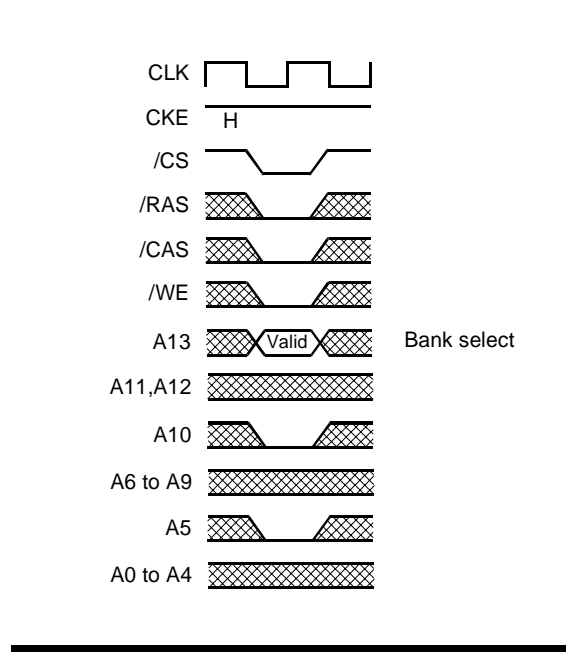 CLK
CKE H
/CS
/RAS
/CAS
/WE
A13 Valid Bank select
A11,A12
A10
A6 to A9
A5
A0 to A4